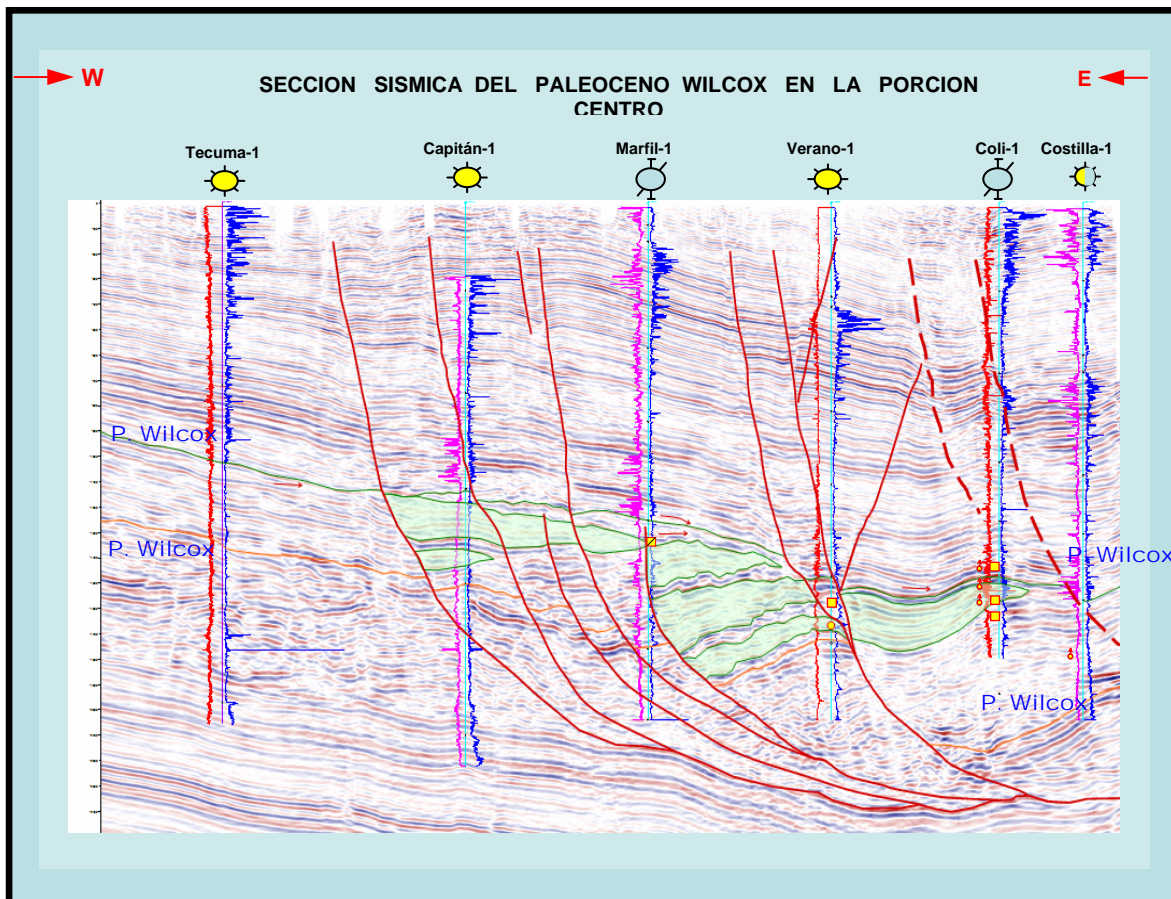 W
E
SECCION SISMICA DEL PALEOCENO WILCOX EN LA PORCION
CENTRO
Tecuma-1
Capitán-1
Marfil-1
Verano-1
Coli-1
Costilla-1
P. Wilcox
P. Wilcox
P. Wilcox
P. Wilcox